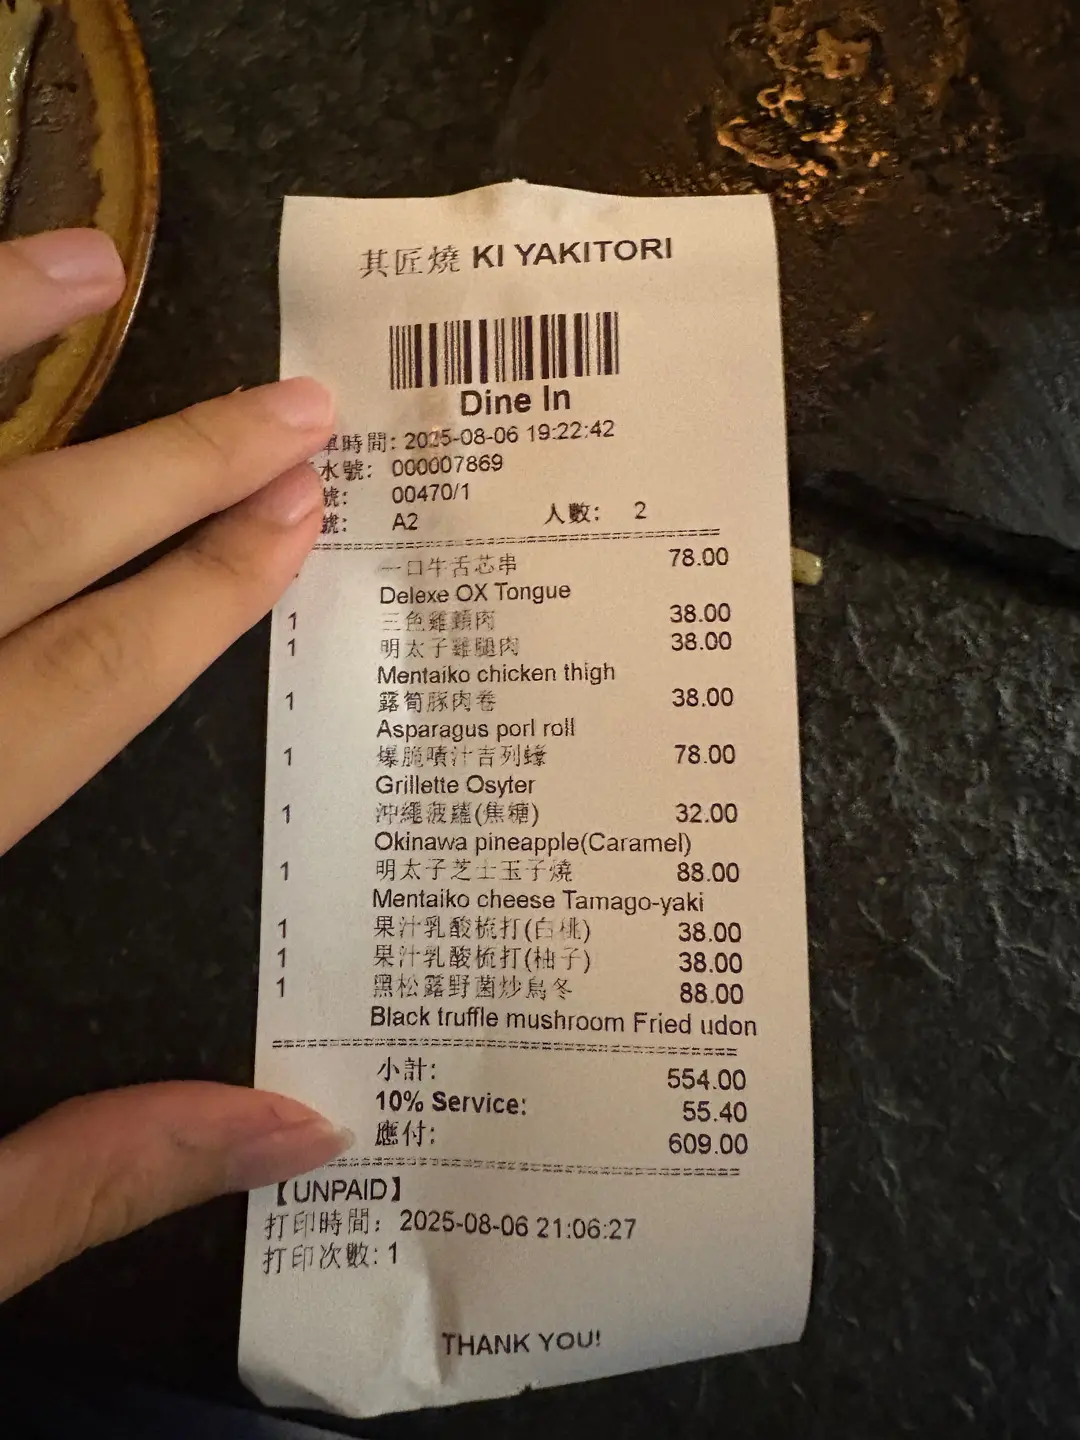 其匠燒 KI YAKITORI
Dine In
單時間: 2025-08-06 19:22:42
水號: 000007869
號: 00470/1
號: A2 人數: 2
一口牛舌芯串 78.00
Delexe OX Tongue
1 三色雞頸肉 38.00
1 明太子雞腿肉 38.00
Mentaiko chicken thigh
1 露筍豚肉卷 38.00
Asparagus porl roll
1 爆脆噴汁吉列蠔 78.00
Grillette Osyter
1 沖繩菠蘿(焦糖) 32.00
Okinawa pineapple(Caramel)
1 明太子芝士玉子燒 88.00
Mentaiko cheese Tamago-yaki
1 果汁乳酸梳打(白桃) 38.00
1 果汁乳酸梳打(柚子) 38.00
1 黑松露野菌炒烏冬 88.00
Black truffle mushroom Fried udon
小計: 554.00
10% Service: 55.40
應付: 609.00
【UNPAID】
打印時間: 2025-08-06 21:06:27
打印次數: 1
THANK YOU!